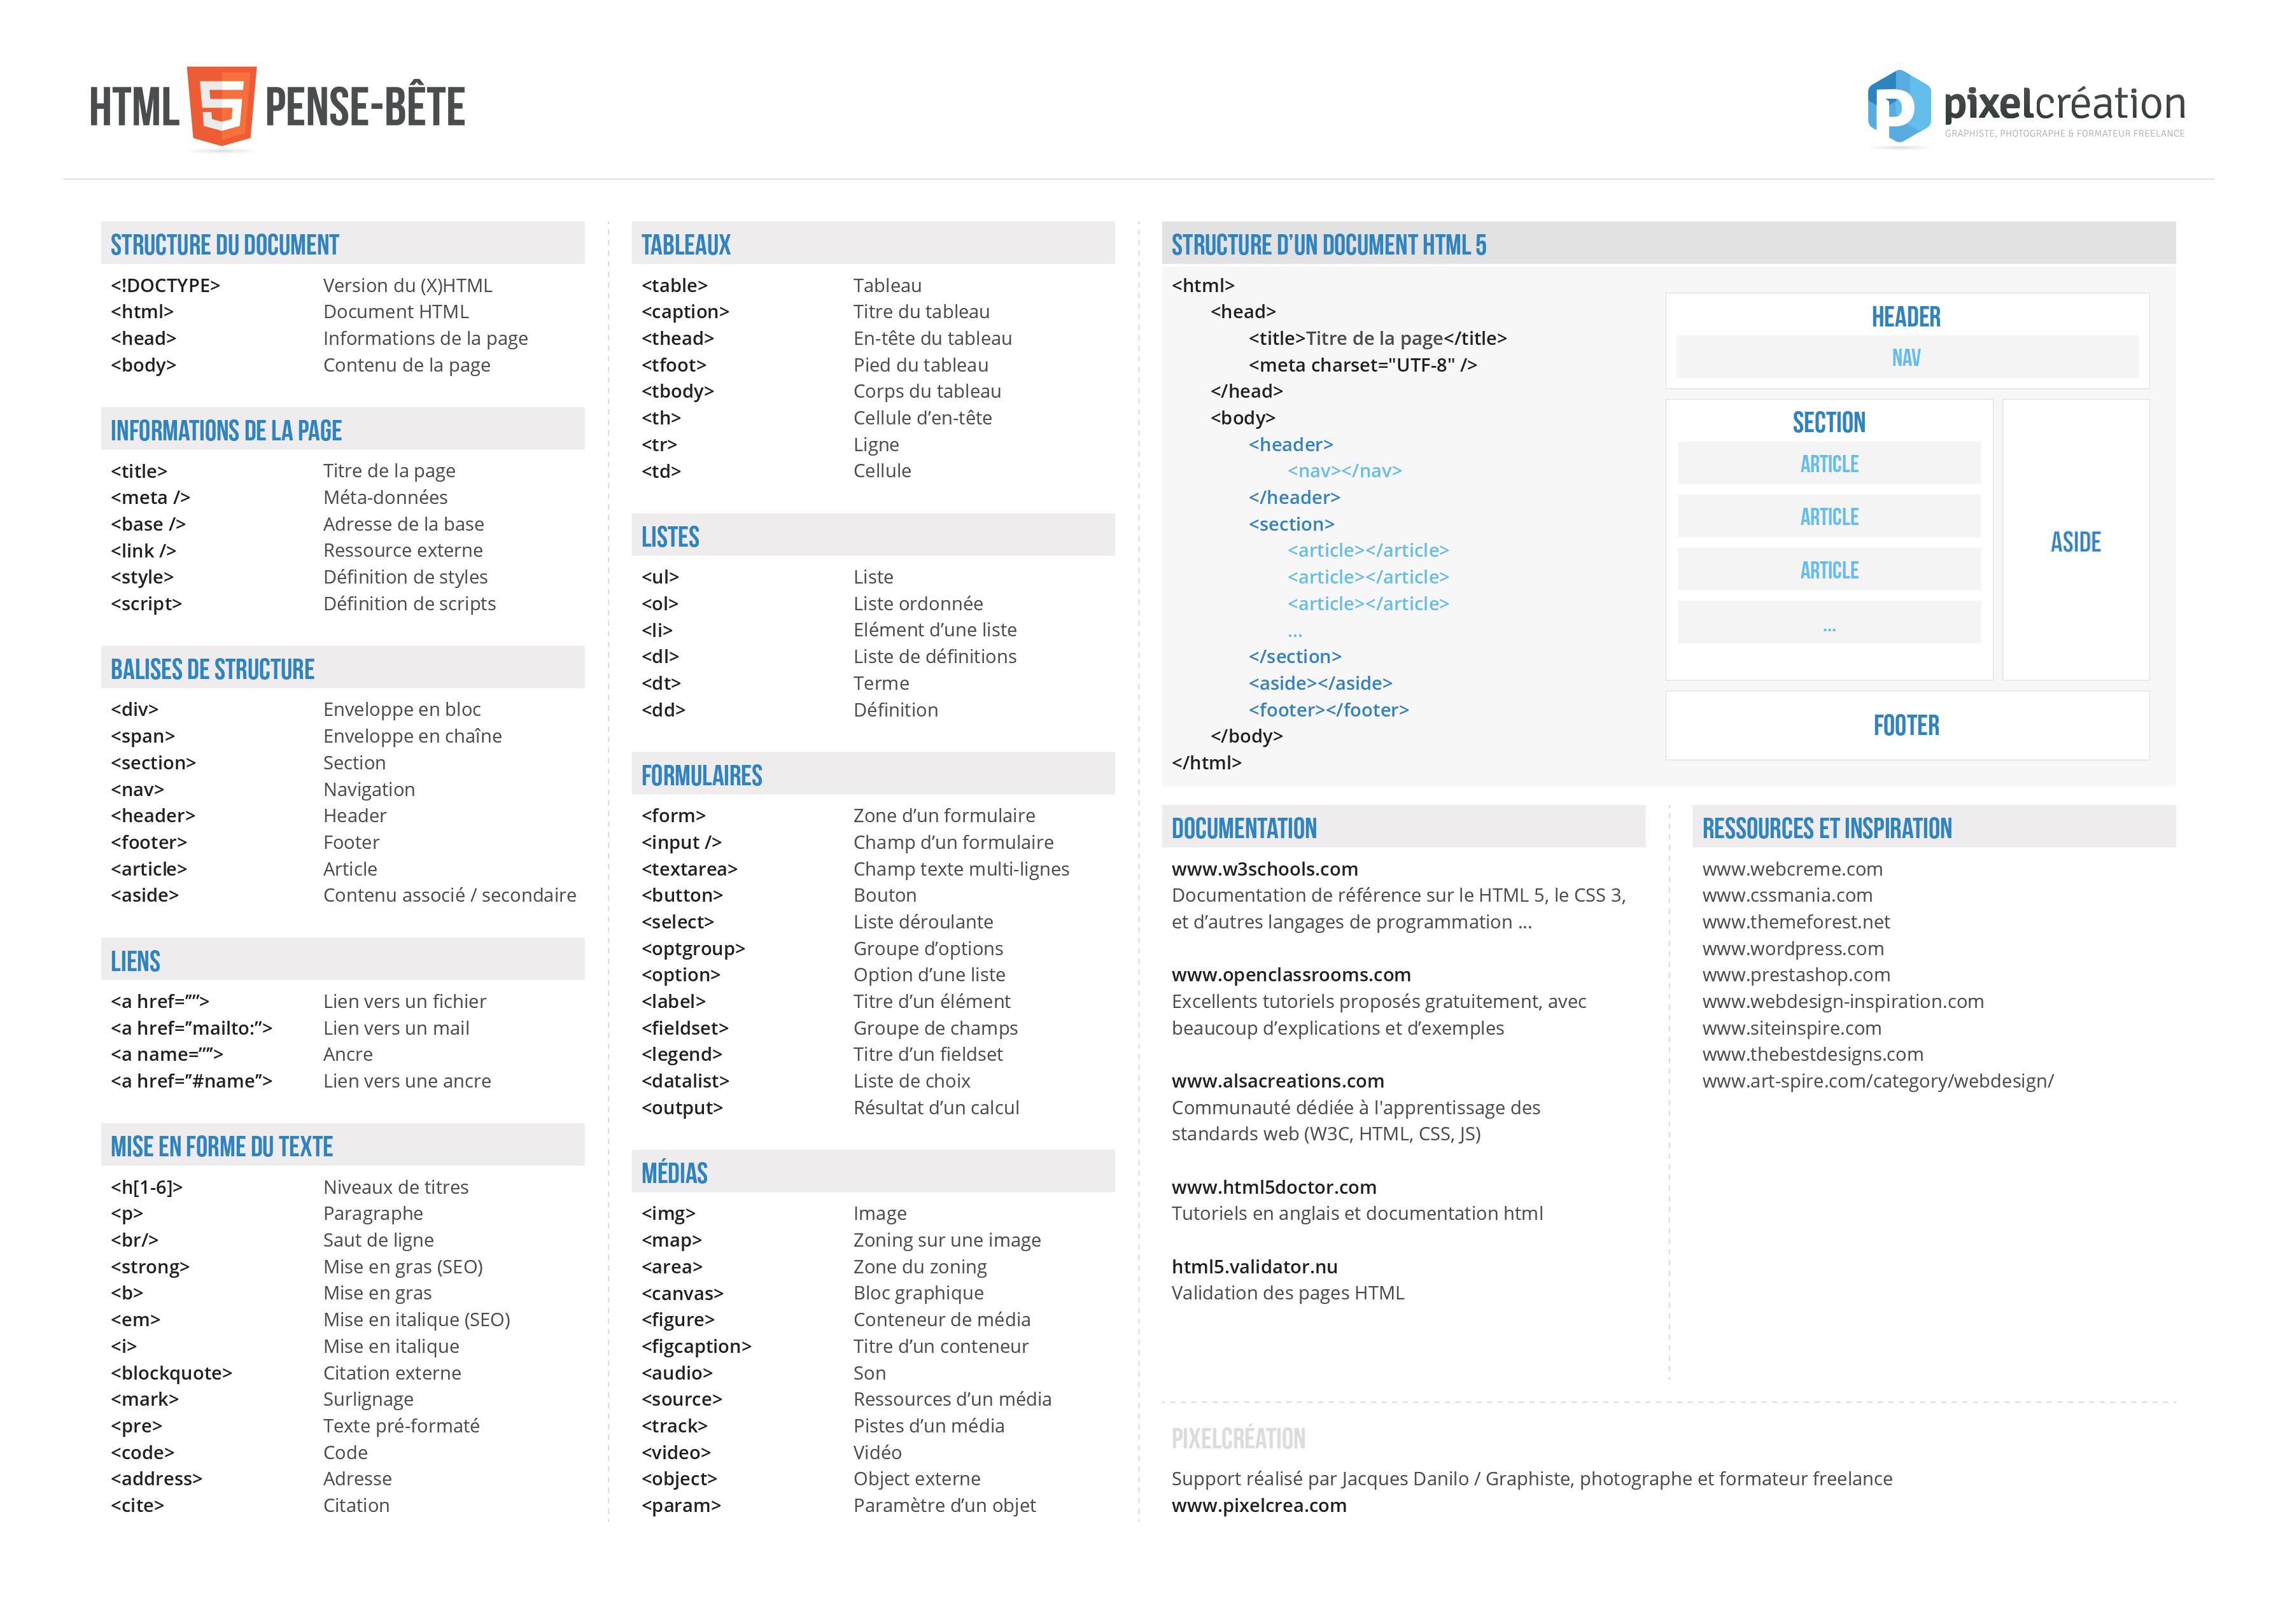 HTML 5 PENSE-BÊTE
pixelcréation
GRAPHISTE, PHOTOGRAPHE & FORMATEUR FREELANCE
STRUCTURE DU DOCUMENT
<!DOCTYPE> Version du (X)HTML
<html> Document HTML
<head> Informations de la page
<body> Contenu de la page
INFORMATIONS DE LA PAGE
<title> Titre de la page
<meta /> Méta-données
<base /> Adresse de la base
<link /> Ressource externe
<style> Définition de styles
<script> Définition de scripts
BALISES DE STRUCTURE
<div> Enveloppe en bloc
<span> Enveloppe en chaîne
<section> Section
<nav> Navigation
<header> Header
<footer> Footer
<article> Article
<aside> Contenu associé / secondaire
LIENS
<a href=””> Lien vers un fichier
<a href=”mailto:”> Lien vers un mail
<a name=””> Ancre
<a href=”#name”> Lien vers une ancre
MISE EN FORME DU TEXTE
<h[1-6]> Niveaux de titres
<p> Paragraphe
<br/> Saut de ligne
<strong> Mise en gras (SEO)
<b> Mise en gras
<em> Mise en italique (SEO)
<i> Mise en italique
<blockquote> Citation externe
<mark> Surlignage
<pre> Texte pré-formaté
<code> Code
<address> Adresse
<cite> Citation
TABLEAUX
<table> Tableau
<caption> Titre du tableau
<thead> En-tête du tableau
<tfoot> Pied du tableau
<tbody> Corps du tableau
<th> Cellule d’en-tête
<tr> Ligne
<td> Cellule
LISTES
<ul> Liste
<ol> Liste ordonnée
<li> Elément d’une liste
<dl> Liste de définitions
<dt> Terme
<dd> Définition
FORMULAIRES
<form> Zone d’un formulaire
<input /> Champ d’un formulaire
<textarea> Champ texte multi-lignes
<button> Bouton
<select> Liste déroulante
<optgroup> Groupe d’options
<option> Option d’une liste
<label> Titre d’un élément
<fieldset> Groupe de champs
<legend> Titre d’un fieldset
<datalist> Liste de choix
<output> Résultat d’un calcul
MÉDIAS
<img> Image
<map> Zoning sur une image
<area> Zone du zoning
<canvas> Bloc graphique
<figure> Conteneur de média
<figcaption> Titre d’un conteneur
<audio> Son
<source> Ressources d’un média
<track> Pistes d’un média
<video> Vidéo
<object> Object externe
<param> Paramètre d’un objet
STRUCTURE D’UN DOCUMENT HTML 5
<html>
<head>
<title>Titre de la page</title>
<meta charset="UTF-8" />
</head>
<body>
<header>
<nav></nav>
</header>
<section>
<article></article>
<article></article>
<article></article>
...
</section>
<aside></aside>
<footer></footer>
</body>
</html>
HEADER
NAV
SECTION
ARTICLE
ARTICLE
ARTICLE
...
ASIDE
FOOTER
DOCUMENTATION
www.w3schools.com
Documentation de référence sur le HTML 5, le CSS 3,
et d’autres langages de programmation ...
www.openclassrooms.com
Excellents tutoriels proposés gratuitement, avec
beaucoup d’explications et d’exemples
www.alsacreations.com
Communauté dédiée à l'apprentissage des
standards web (W3C, HTML, CSS, JS)
www.html5doctor.com
Tutoriels en anglais et documentation html
html5.validator.nu
Validation des pages HTML
RESSOURCES ET INSPIRATION
www.webcreme.com
www.cssmania.com
www.themeforest.net
www.wordpress.com
www.prestashop.com
www.webdesign-inspiration.com
www.siteinspire.com
www.thebestdesigns.com
www.art-spire.com/category/webdesign/
PIXELCRÉATION
Support réalisé par Jacques Danilo / Graphiste, photographe et formateur freelance
www.pixelcrea.com